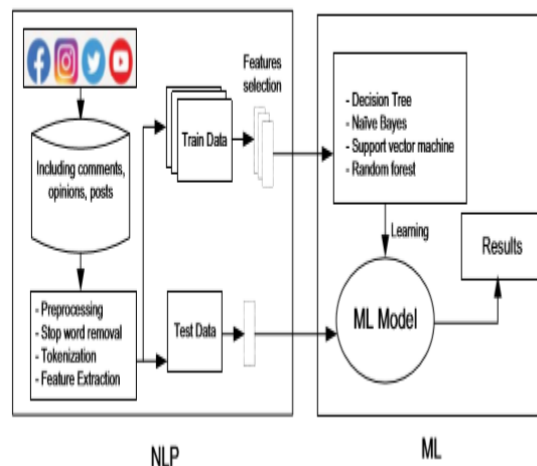 Including comments,
opinions, posts
- Preprocessing
- Stop word removal
- Tokenization
- Feature Extraction
Train Data
Features
selection
Test Data
NLP
- Decision Tree
- Naïve Bayes
- Support vector machine
- Random forest
Learning
ML Model
Results
ML